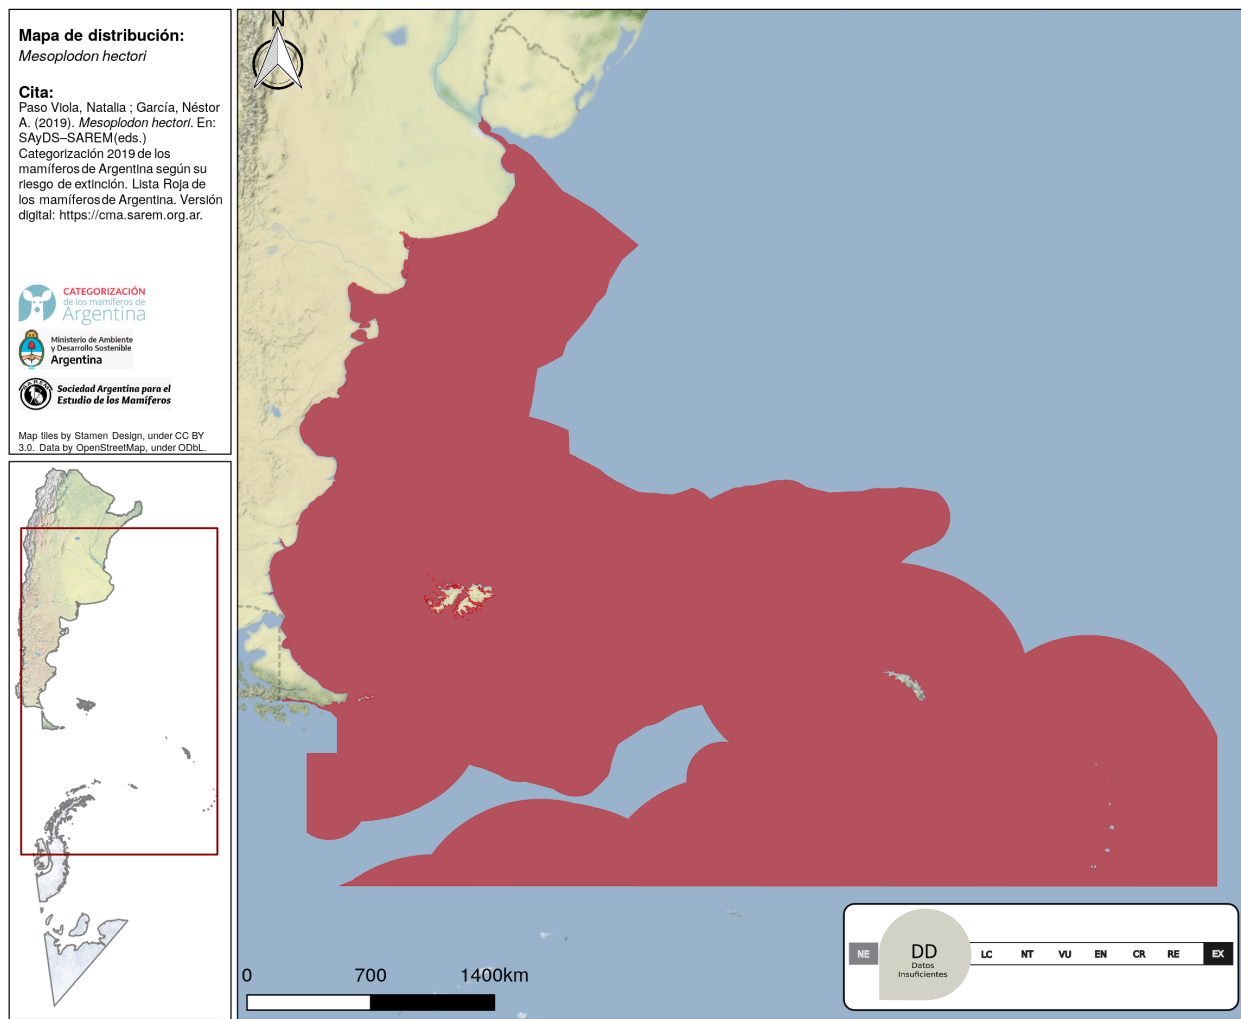 Mapa de distribución:
Mesoplodon hectori
Cita:
Paso Viola, Natalia ; García, Néstor
A. (2019). Mesoplodon hectori. En:
SAyDS–SAREM(eds.)
Categorización 2019 de los
mamíferos de Argentina según su
riesgo de extinción. Lista Roja de
los mamíferos de Argentina. Versión
digital: https://cma.sarem.org.ar.
CATEGORIZACIÓN
de los mamíferos de
Argentina
Ministerio de Ambiente
y Desarrollo Sostenible
Argentina
S.A.R.E.M.
Sociedad Argentina para el
Estudio de los Mamíferos
Map tiles by Stamen Design, under CC BY
3.0. Data by OpenStreetMap, under ODbL.
N
0 700 1400km
NE DD LC NT VU EN CR RE EX
Datos
Insuficientes